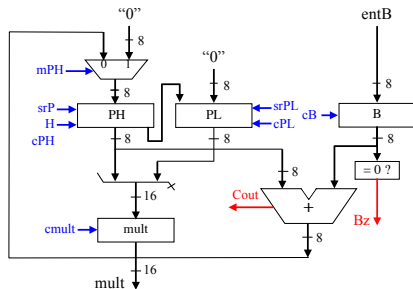 “0”
entB
0 1
8
mPH
“0”
8
8
8
srP
H
cPH
PH
PL
srPL
cPL
cB
B
8
8
8
= 0 ?
16
8
8
Cout
+
Bz
cmult
mult
8
16
mult